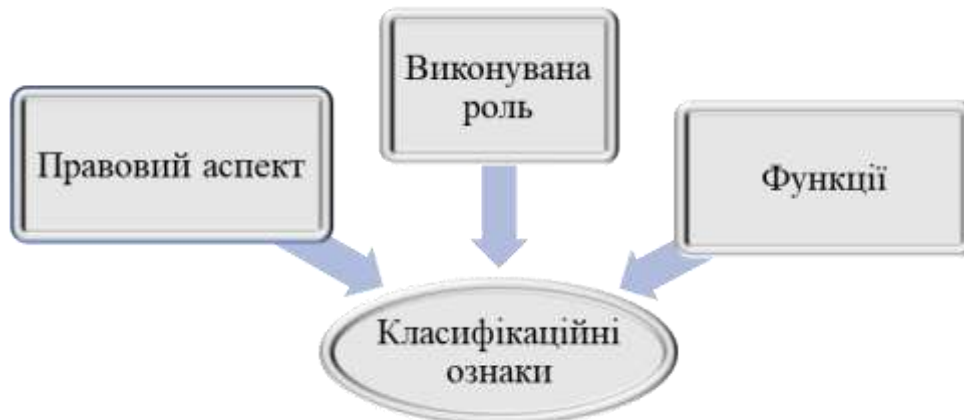 Виконувана
роль
Правовий аспект
Функції
Класифікаційні
ознаки